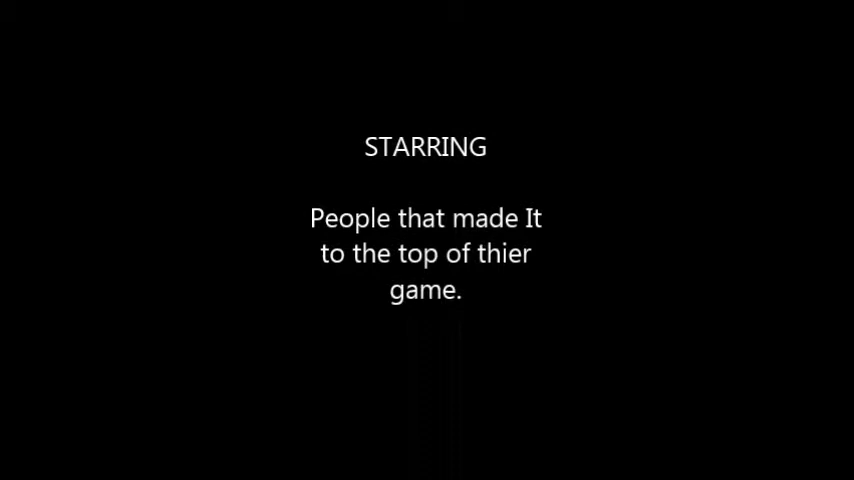 STARRING
People that made It
to the top of thier
game.